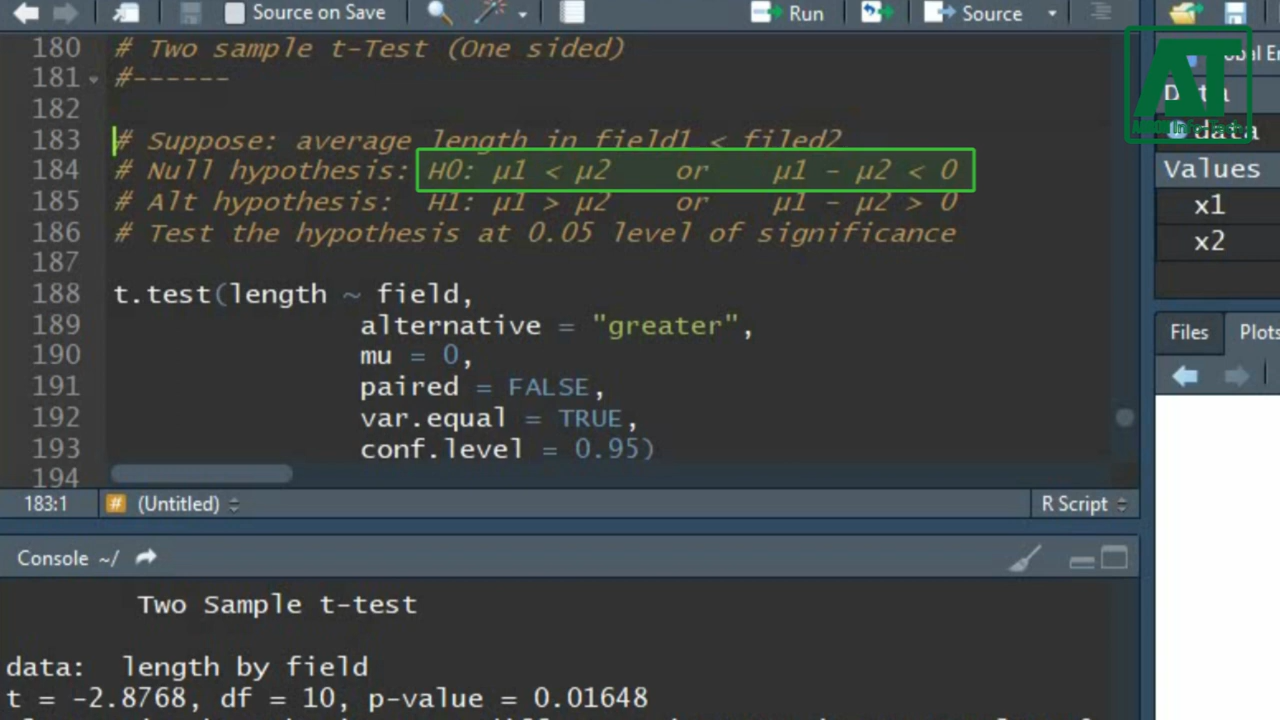 Source on Save
Run
Source
180 # Two sample t-Test (One sided)
181 #------
182
183 # Suppose: average length in field1 < filed2
184 # Null hypothesis: H0: μ1 < μ2 or μ1 - μ2 < 0
185 # Alt hypothesis: H1: μ1 > μ2 or μ1 - μ2 > 0
186 # Test the hypothesis at 0.05 level of significance
187
188 t.test(length ~ field,
189 alternative = "greater",
190 mu = 0,
191 paired = FALSE,
192 var.equal = TRUE,
193 conf.level = 0.95)
194
183:1 # (Untitled) R Script
Console ~/
Two Sample t-test
data: length by field
t = -2.8768, df = 10, p-value = 0.01648
AT
Data
data
Values
x1
x2
Files Plots